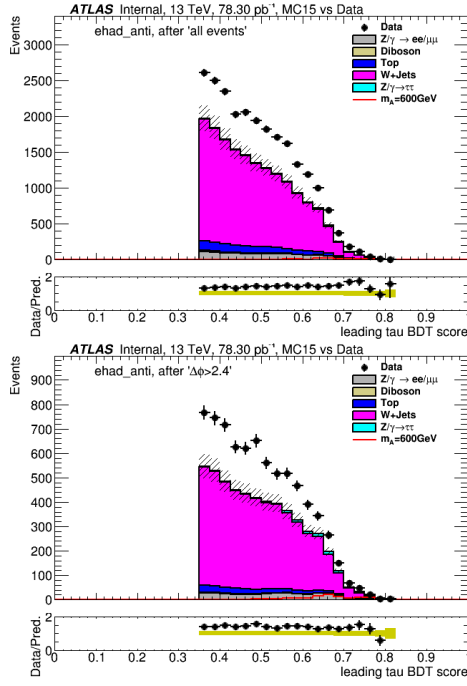 ATLAS Internal, 13 TeV, 78.30 pb⁻¹, MC15 vs Data
Events
ehad_anti, after 'all events'
Data
Z/γ → ee/μμ
Diboson
Top
W+Jets
Z/γ→ττ
m_A=600GeV
3000
2500
2000
1500
1000
500
0
Data/Pred.
2
0
0 0.1 0.2 0.3 0.4 0.5 0.6 0.7 0.8 0.9 1
leading tau BDT score
ATLAS Internal, 13 TeV, 78.30 pb⁻¹, MC15 vs Data
Events
ehad_anti, after 'Δϕ>2.4'
Data
Z/γ → ee/μμ
Diboson
Top
W+Jets
Z/γ→ττ
m_A=600GeV
900
800
700
600
500
400
300
200
100
0
Data/Pred.
2
0
0 0.1 0.2 0.3 0.4 0.5 0.6 0.7 0.8 0.9 1
leading tau BDT score